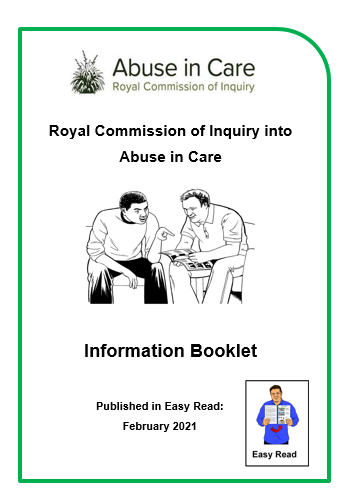 Abuse in Care
Royal Commission of Inquiry
Royal Commission of Inquiry into
Abuse in Care
Information Booklet
Published in Easy Read:
February 2021
Easy Read